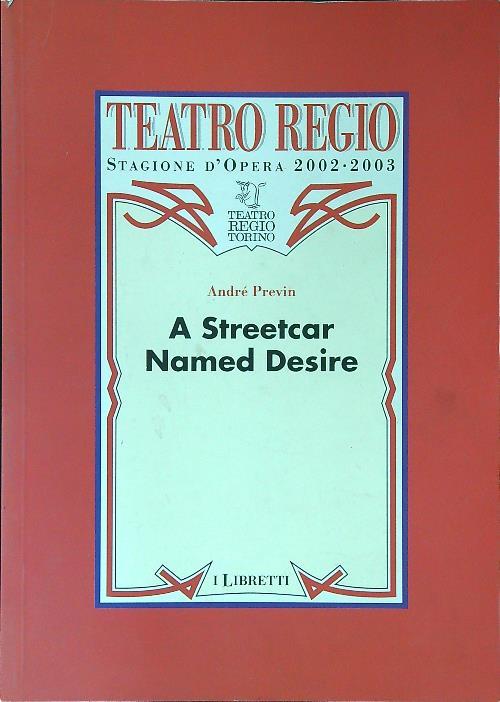 TEATRO REGIO
STAGIONE D'OPERA 2002·2003
TEATRO
REGIO
TORINO
André Previn
A Streetcar
Named Desire
I LIBRETTI